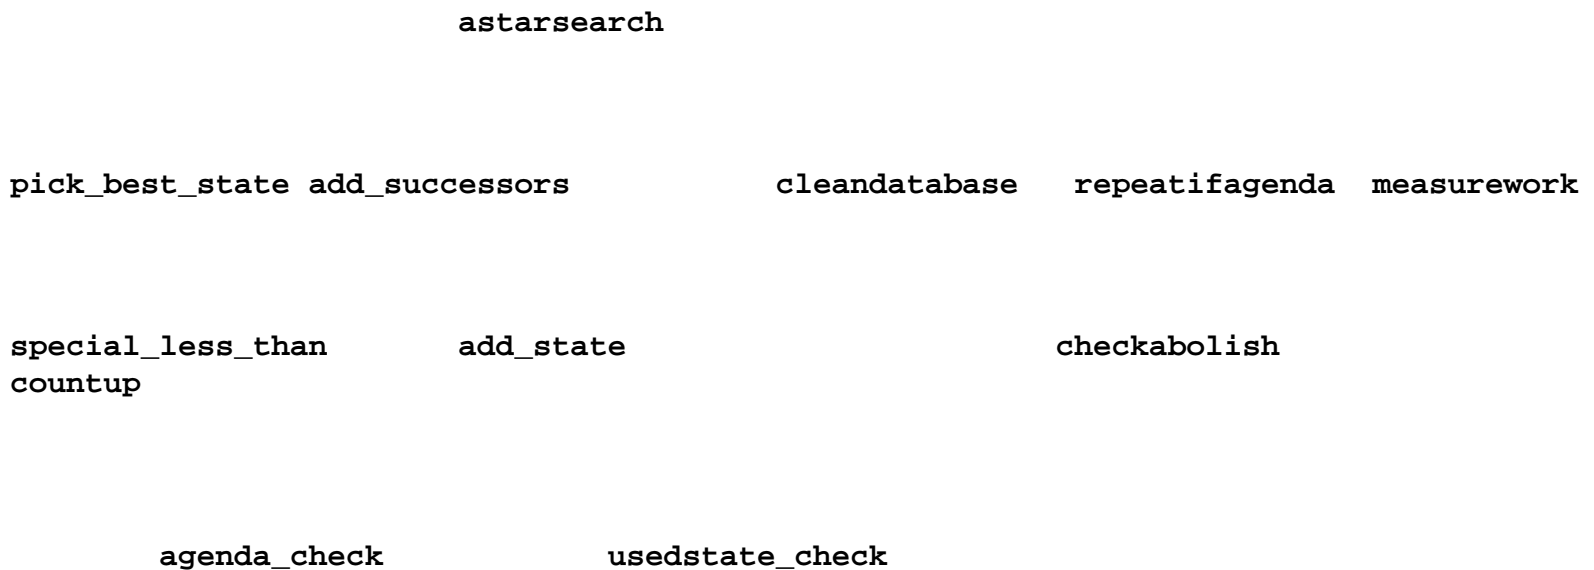 astarsearch
pick_best_state add_successors cleandatabase repeatifagenda measurework
special_less_than add_state checkabolish
countup
agenda_check usedstate_check